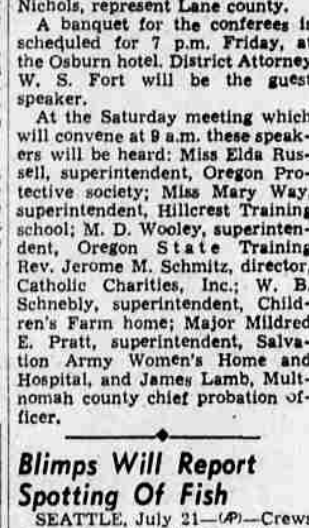 Nichols, represent Lane county.
A banquet for the conferees is
scheduled for 7 p.m. Friday, at
the Osburn hotel. District Attorney
W. S. Fort will be the guest
speaker.
At the Saturday meeting which
will convene at 9 a.m. these speak-
ers will be heard: Miss Elda Rus-
sell, superintendent, Oregon Pro-
tective society; Miss Mary Way,
superintendent, Hillcrest Training
school; M. D. Wooley, superinten-
dent, Oregon State Training
Rev. Jerome M. Schmitz, director,
Catholic Charities, Inc.; W. B.
Schnebly, superintendent, Child-
ren's Farm home; Major Mildred
E. Pratt, superintendent, Salva-
tion Army Women's Home and
Hospital, and James Lamb, Mult-
nomah county chief probation of-
ficer.
Blimps Will Report
Spotting Of Fish
SEATTLE, July 21—(AP)—Crews